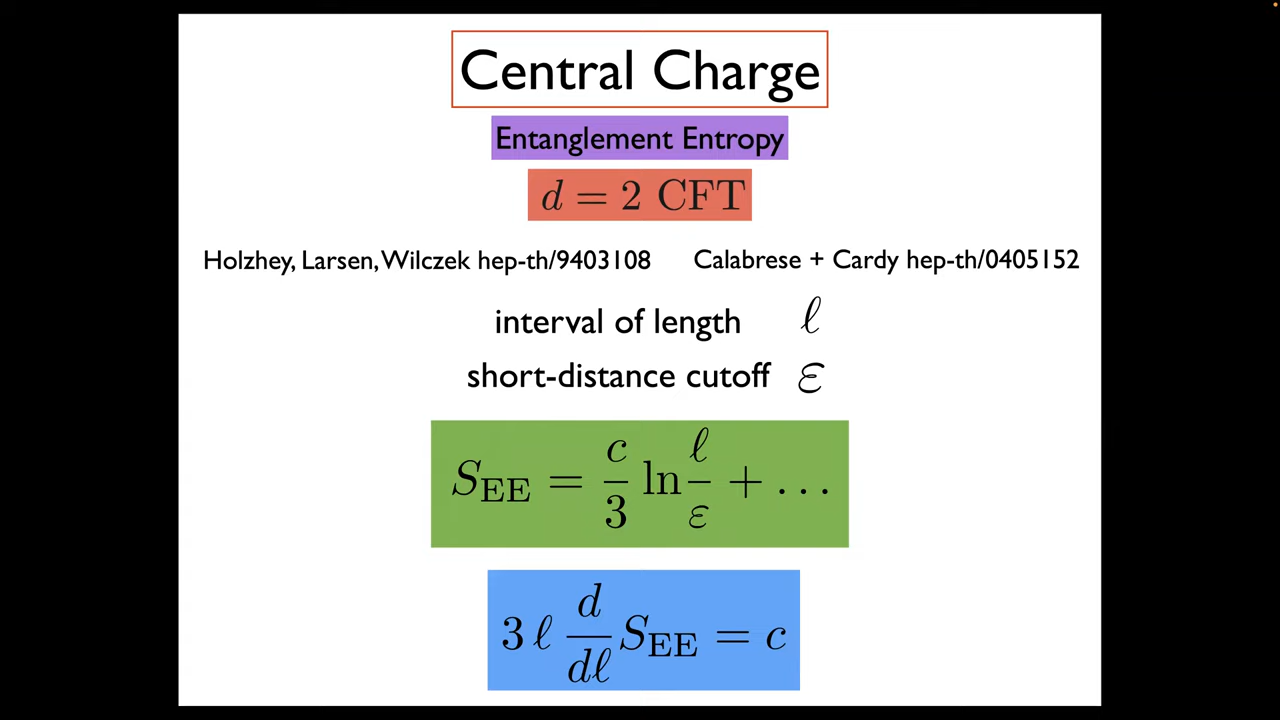 Central Charge
Entanglement Entropy
d = 2 CFT
Holzhey, Larsen, Wilczek hep-th/9403108 Calabrese + Cardy hep-th/0405152
interval of length ℓ
short-distance cutoff ε
S_EE = c/3 ln ℓ/ε + ...
3 ℓ d/dℓ S_EE = c